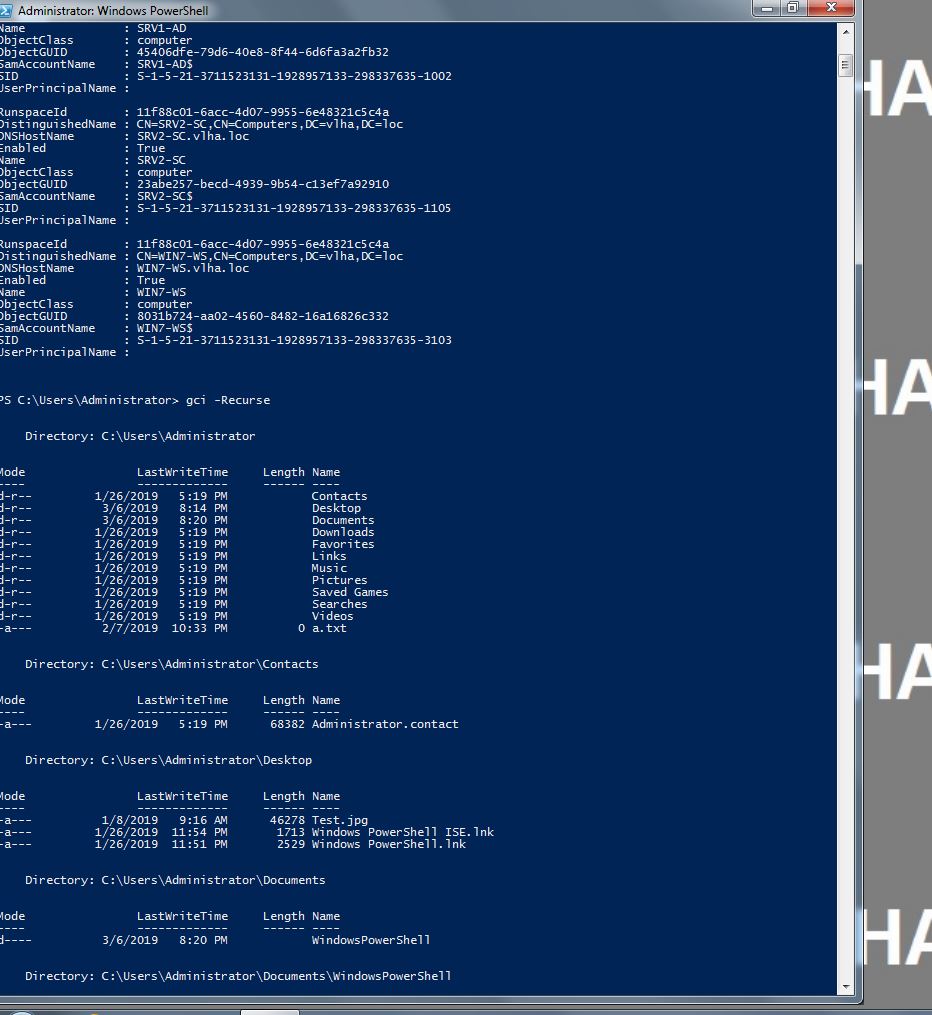 Administrator: Windows PowerShell
Name : SRV1-AD
ObjectClass : computer
ObjectGUID : 45406dfe-79d6-40e8-8f44-6d6fa3a2fb32
SamAccountName : SRV1-AD$
SID : S-1-5-21-3711523131-1928957133-298337635-1002
UserPrincipalName :
RunspaceId : 11f88c01-6acc-4d07-9955-6e48321c5c4a
DistinguishedName : CN=SRV2-SC,CN=Computers,DC=vlha,DC=loc
DNSHostName : SRV2-SC.vlha.loc
Enabled : True
Name : SRV2-SC
ObjectClass : computer
ObjectGUID : 23abe257-becd-4939-9b54-c13ef7a92910
SamAccountName : SRV2-SC$
SID : S-1-5-21-3711523131-1928957133-298337635-1105
UserPrincipalName :
RunspaceId : 11f88c01-6acc-4d07-9955-6e48321c5c4a
DistinguishedName : CN=WIN7-WS,CN=Computers,DC=vlha,DC=loc
DNSHostName : WIN7-WS.vlha.loc
Enabled : True
Name : WIN7-WS
ObjectClass : computer
ObjectGUID : 8031b724-aa02-4560-8482-16a16826c332
SamAccountName : WIN7-WS$
SID : S-1-5-21-3711523131-1928957133-298337635-3103
UserPrincipalName :
PS C:\Users\Administrator> gci -Recurse
Directory: C:\Users\Administrator
Mode LastWriteTime Length Name
---- ------------- ------ ----
d-r-- 1/26/2019 5:19 PM Contacts
d-r-- 3/6/2019 8:14 PM Desktop
d-r-- 3/6/2019 8:20 PM Documents
d-r-- 1/26/2019 5:19 PM Downloads
d-r-- 1/26/2019 5:19 PM Favorites
d-r-- 1/26/2019 5:19 PM Links
d-r-- 1/26/2019 5:19 PM Music
d-r-- 1/26/2019 5:19 PM Pictures
d-r-- 1/26/2019 5:19 PM Saved Games
d-r-- 1/26/2019 5:19 PM Searches
d-r-- 1/26/2019 5:19 PM Videos
-a--- 2/7/2019 10:33 PM 0 a.txt
Directory: C:\Users\Administrator\Contacts
Mode LastWriteTime Length Name
---- ------------- ------ ----
-a--- 1/26/2019 5:19 PM 68382 Administrator.contact
Directory: C:\Users\Administrator\Desktop
Mode LastWriteTime Length Name
---- ------------- ------ ----
-a--- 1/8/2019 9:16 AM 46278 Test.jpg
-a--- 1/26/2019 11:54 PM 1713 Windows PowerShell ISE.lnk
-a--- 1/26/2019 11:51 PM 2529 Windows PowerShell.lnk
Directory: C:\Users\Administrator\Documents
Mode LastWriteTime Length Name
---- ------------- ------ ----
d---- 3/6/2019 8:20 PM WindowsPowerShell
Directory: C:\Users\Administrator\Documents\WindowsPowerShell
HA
HA
HA
HA